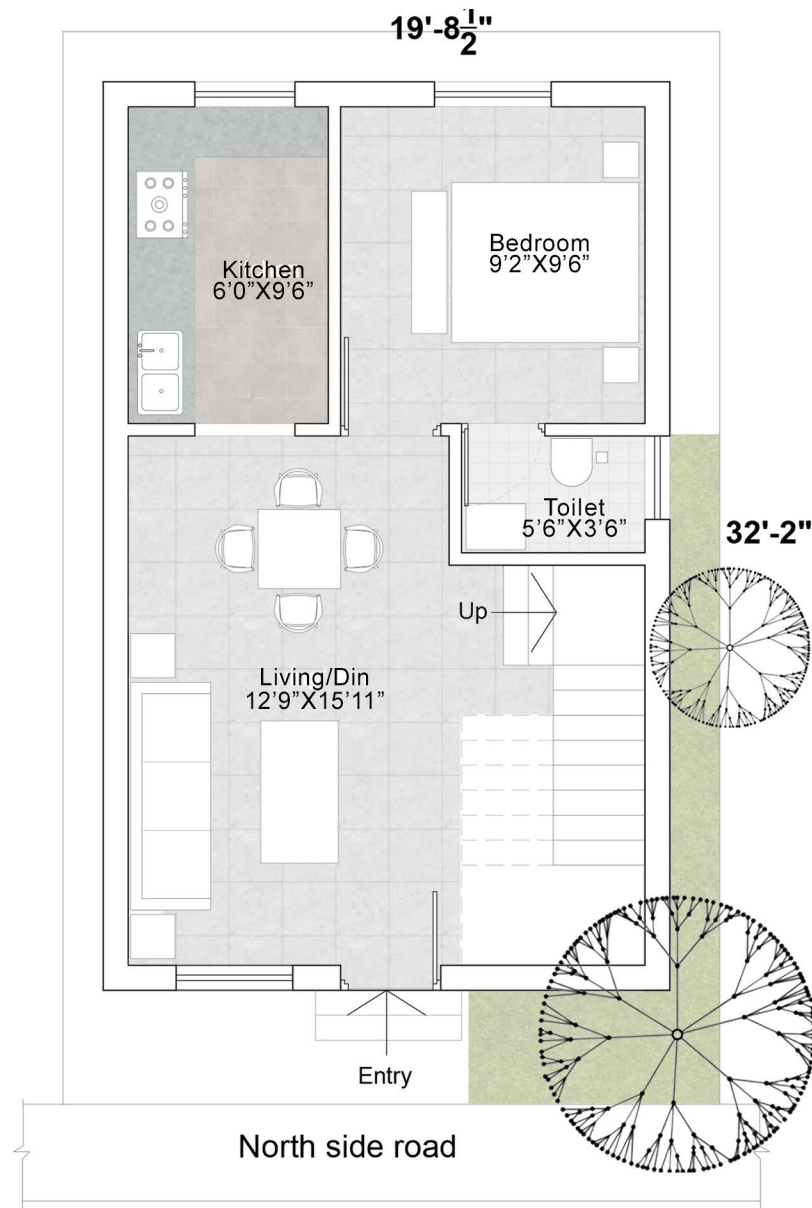 19'-8½"
Bedroom
9'2"X9'6"
Kitchen
6'0"X9'6"
Toilet
5'6"X3'6"
32'-2"
Up
Living/Din
12'9"X15'11"
Entry
North side road